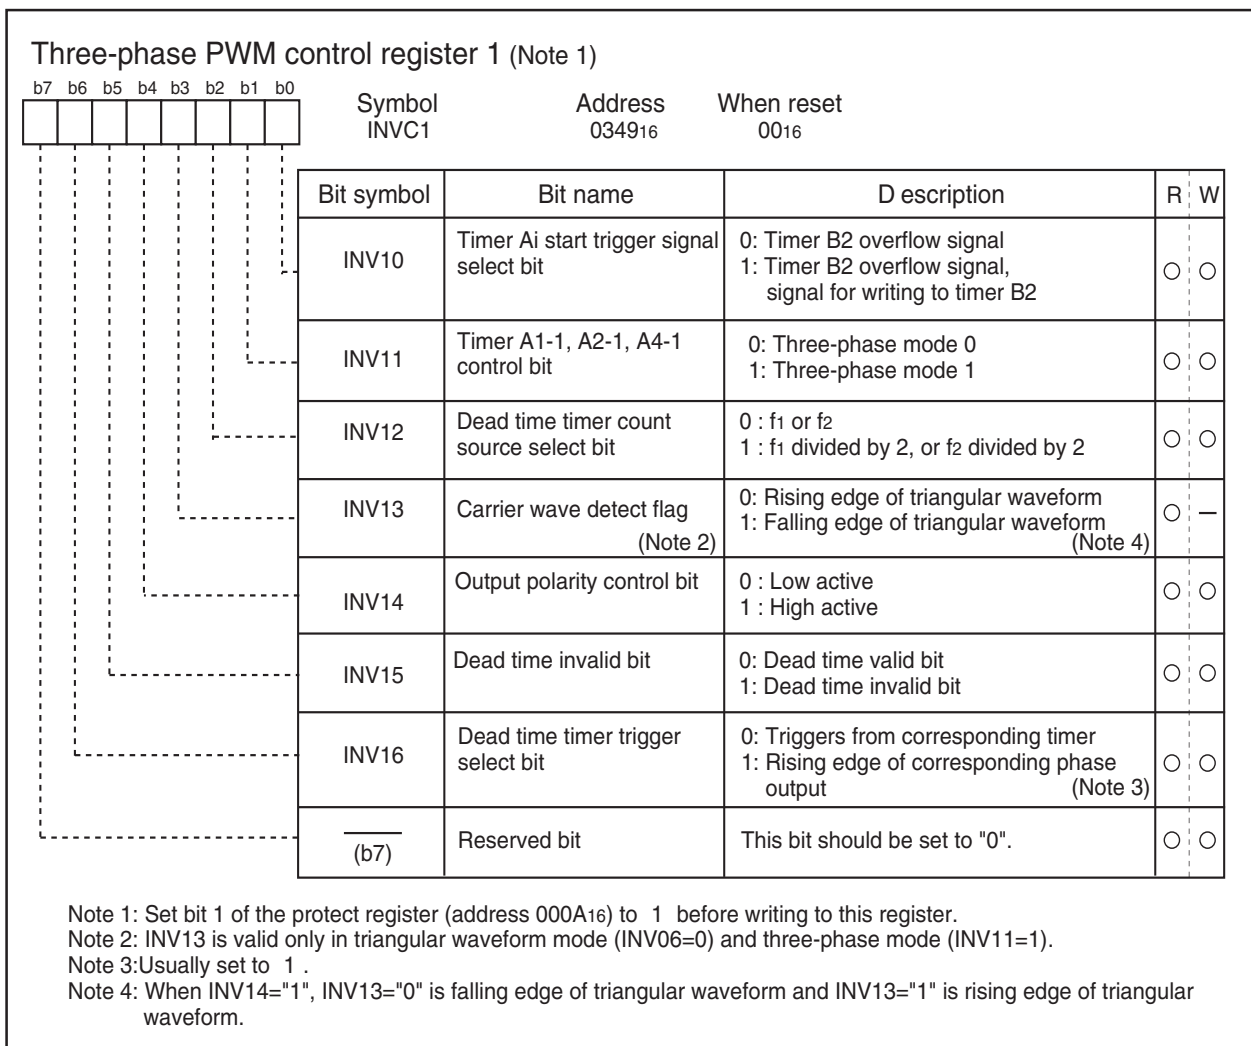 Three-phase PWM control register 1 (Note 1)
b7 b6 b5 b4 b3 b2 b1 b0
Symbol Address When reset
INVC1 034916 0016
Bit symbol Bit name D escription R W
INV10
Timer Ai start trigger signal
select bit
0: Timer B2 overflow signal
1: Timer B2 overflow signal,
signal for writing to timer B2
INV11
Timer A1-1, A2-1, A4-1
control bit
0: Three-phase mode 0
1: Three-phase mode 1
INV12
Dead time timer count
source select bit
0 : f1 or f2
1 : f1 divided by 2, or f2 divided by 2
INV13
Carrier wave detect flag
(Note 2)
0: Rising edge of triangular waveform
1: Falling edge of triangular waveform
(Note 4)
INV14
Output polarity control bit
0 : Low active
1 : High active
INV15
Dead time invalid bit
0: Dead time valid bit
1: Dead time invalid bit
INV16
Dead time timer trigger
select bit
0: Triggers from corresponding timer
1: Rising edge of corresponding phase
output (Note 3)
(b7)
Reserved bit
This bit should be set to "0".
Note 1: Set bit 1 of the protect register (address 000A16) to 1 before writing to this register.
Note 2: INV13 is valid only in triangular waveform mode (INV06=0) and three-phase mode (INV11=1).
Note 3:Usually set to 1 .
Note 4: When INV14="1", INV13="0" is falling edge of triangular waveform and INV13="1" is rising edge of triangular
waveform.